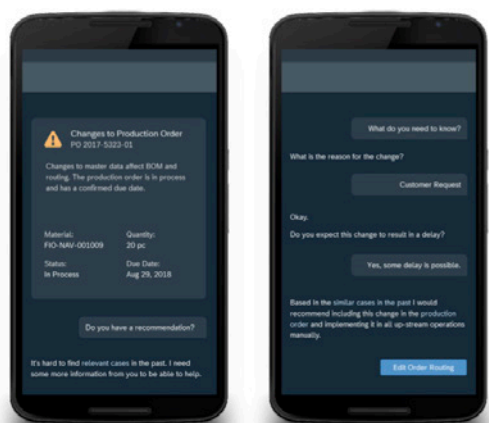 Changes to Production Order
PO 2017-5323-01
Changes to master data affect BOM and
routing. The production order is in process
and has a confirmed due date.
Material:
Quantity:
FIO-NAV-001009
20 pc
Status:
Due Date:
In Process
Aug 29, 2018
Do you have a recommendation?
It's hard to find relevant cases in the past. I need
some more information from you to be able to help.
What do you need to know?
What is the reason for the change?
Customer Request
Okay.
Do you expect this change to result in a delay?
Yes, some delay is possible.
Based in the similar cases in the past I would
recommend including this change in the production
order and implementing it in all up-stream operations
manually.
Edit Order Routing